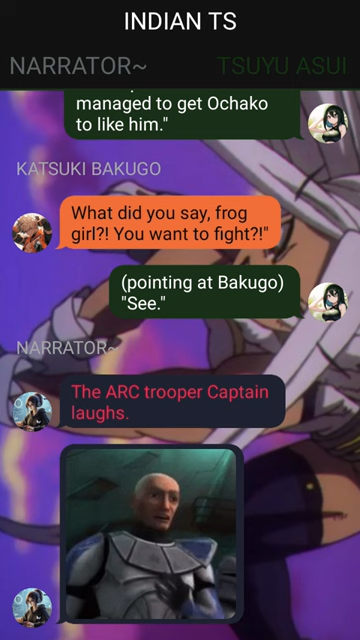 INDIAN TS
NARRATOR~
TSUYU ASUI
managed to get Ochako
to like him."
KATSUKI BAKUGO
What did you say, frog
girl?! You want to fight?!"
(pointing at Bakugo)
"See."
NARRATOR~
The ARC trooper Captain
laughs.